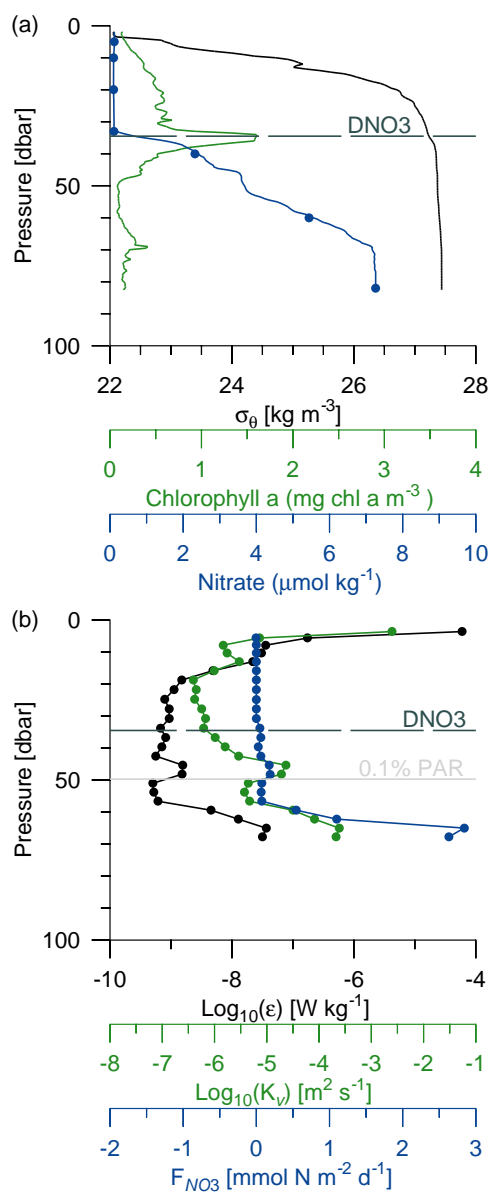 (a)
0
50
100
Pressure [dbar]
DNO3
22 24 26 28
σθ [kg m-3]
0 1 2 3 4
Chlorophyll a (mg chl a m-3 )
0 2 4 6 8 10
Nitrate (μmol kg-1)
(b)
0
50
100
Pressure [dbar]
DNO3
0.1% PAR
-10 -8 -6 -4
Log10(ε) [W kg-1]
-8 -7 -6 -5 -4 -3 -2 -1
Log10(Kv) [m2 s-1]
-2 -1 0 1 2 3
FNO3 [mmol N m-2 d-1]